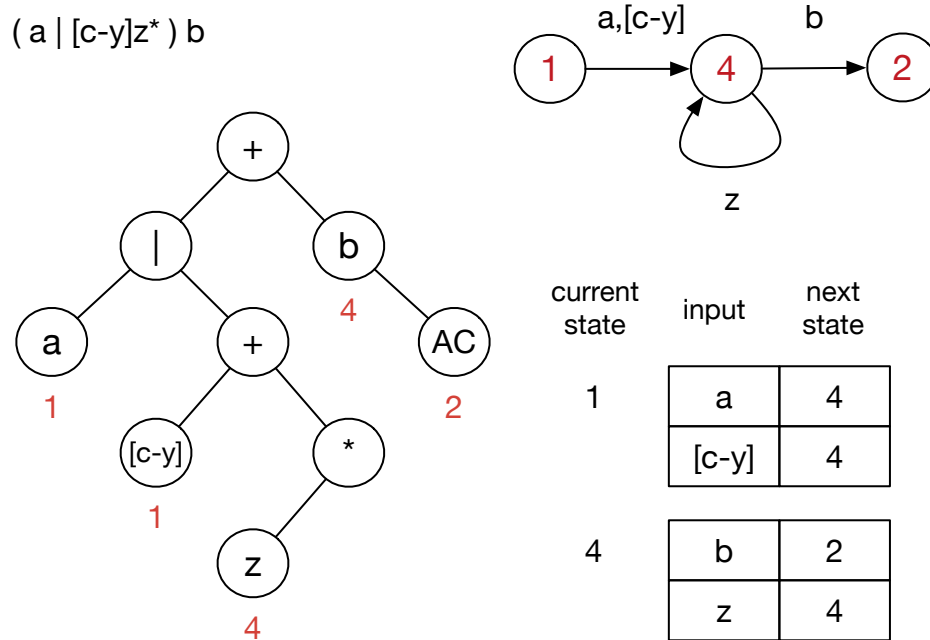 ( a | [c-y]z* ) b
a,[c-y]
b
1
4
2
z
+
|
b
4
a
1
+
AC
2
[c-y]
1
*
z
4
current state
input
next state
1
a
4
[c-y]
4
4
b
2
z
4